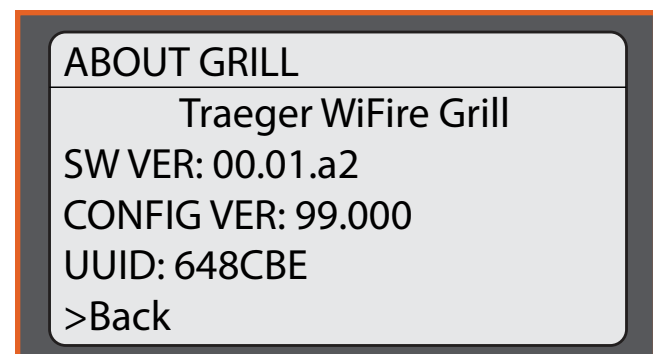 ABOUT GRILL
Traeger WiFire Grill
SW VER: 00.01.a2
CONFIG VER: 99.000
UUID: 648CBE
>Back